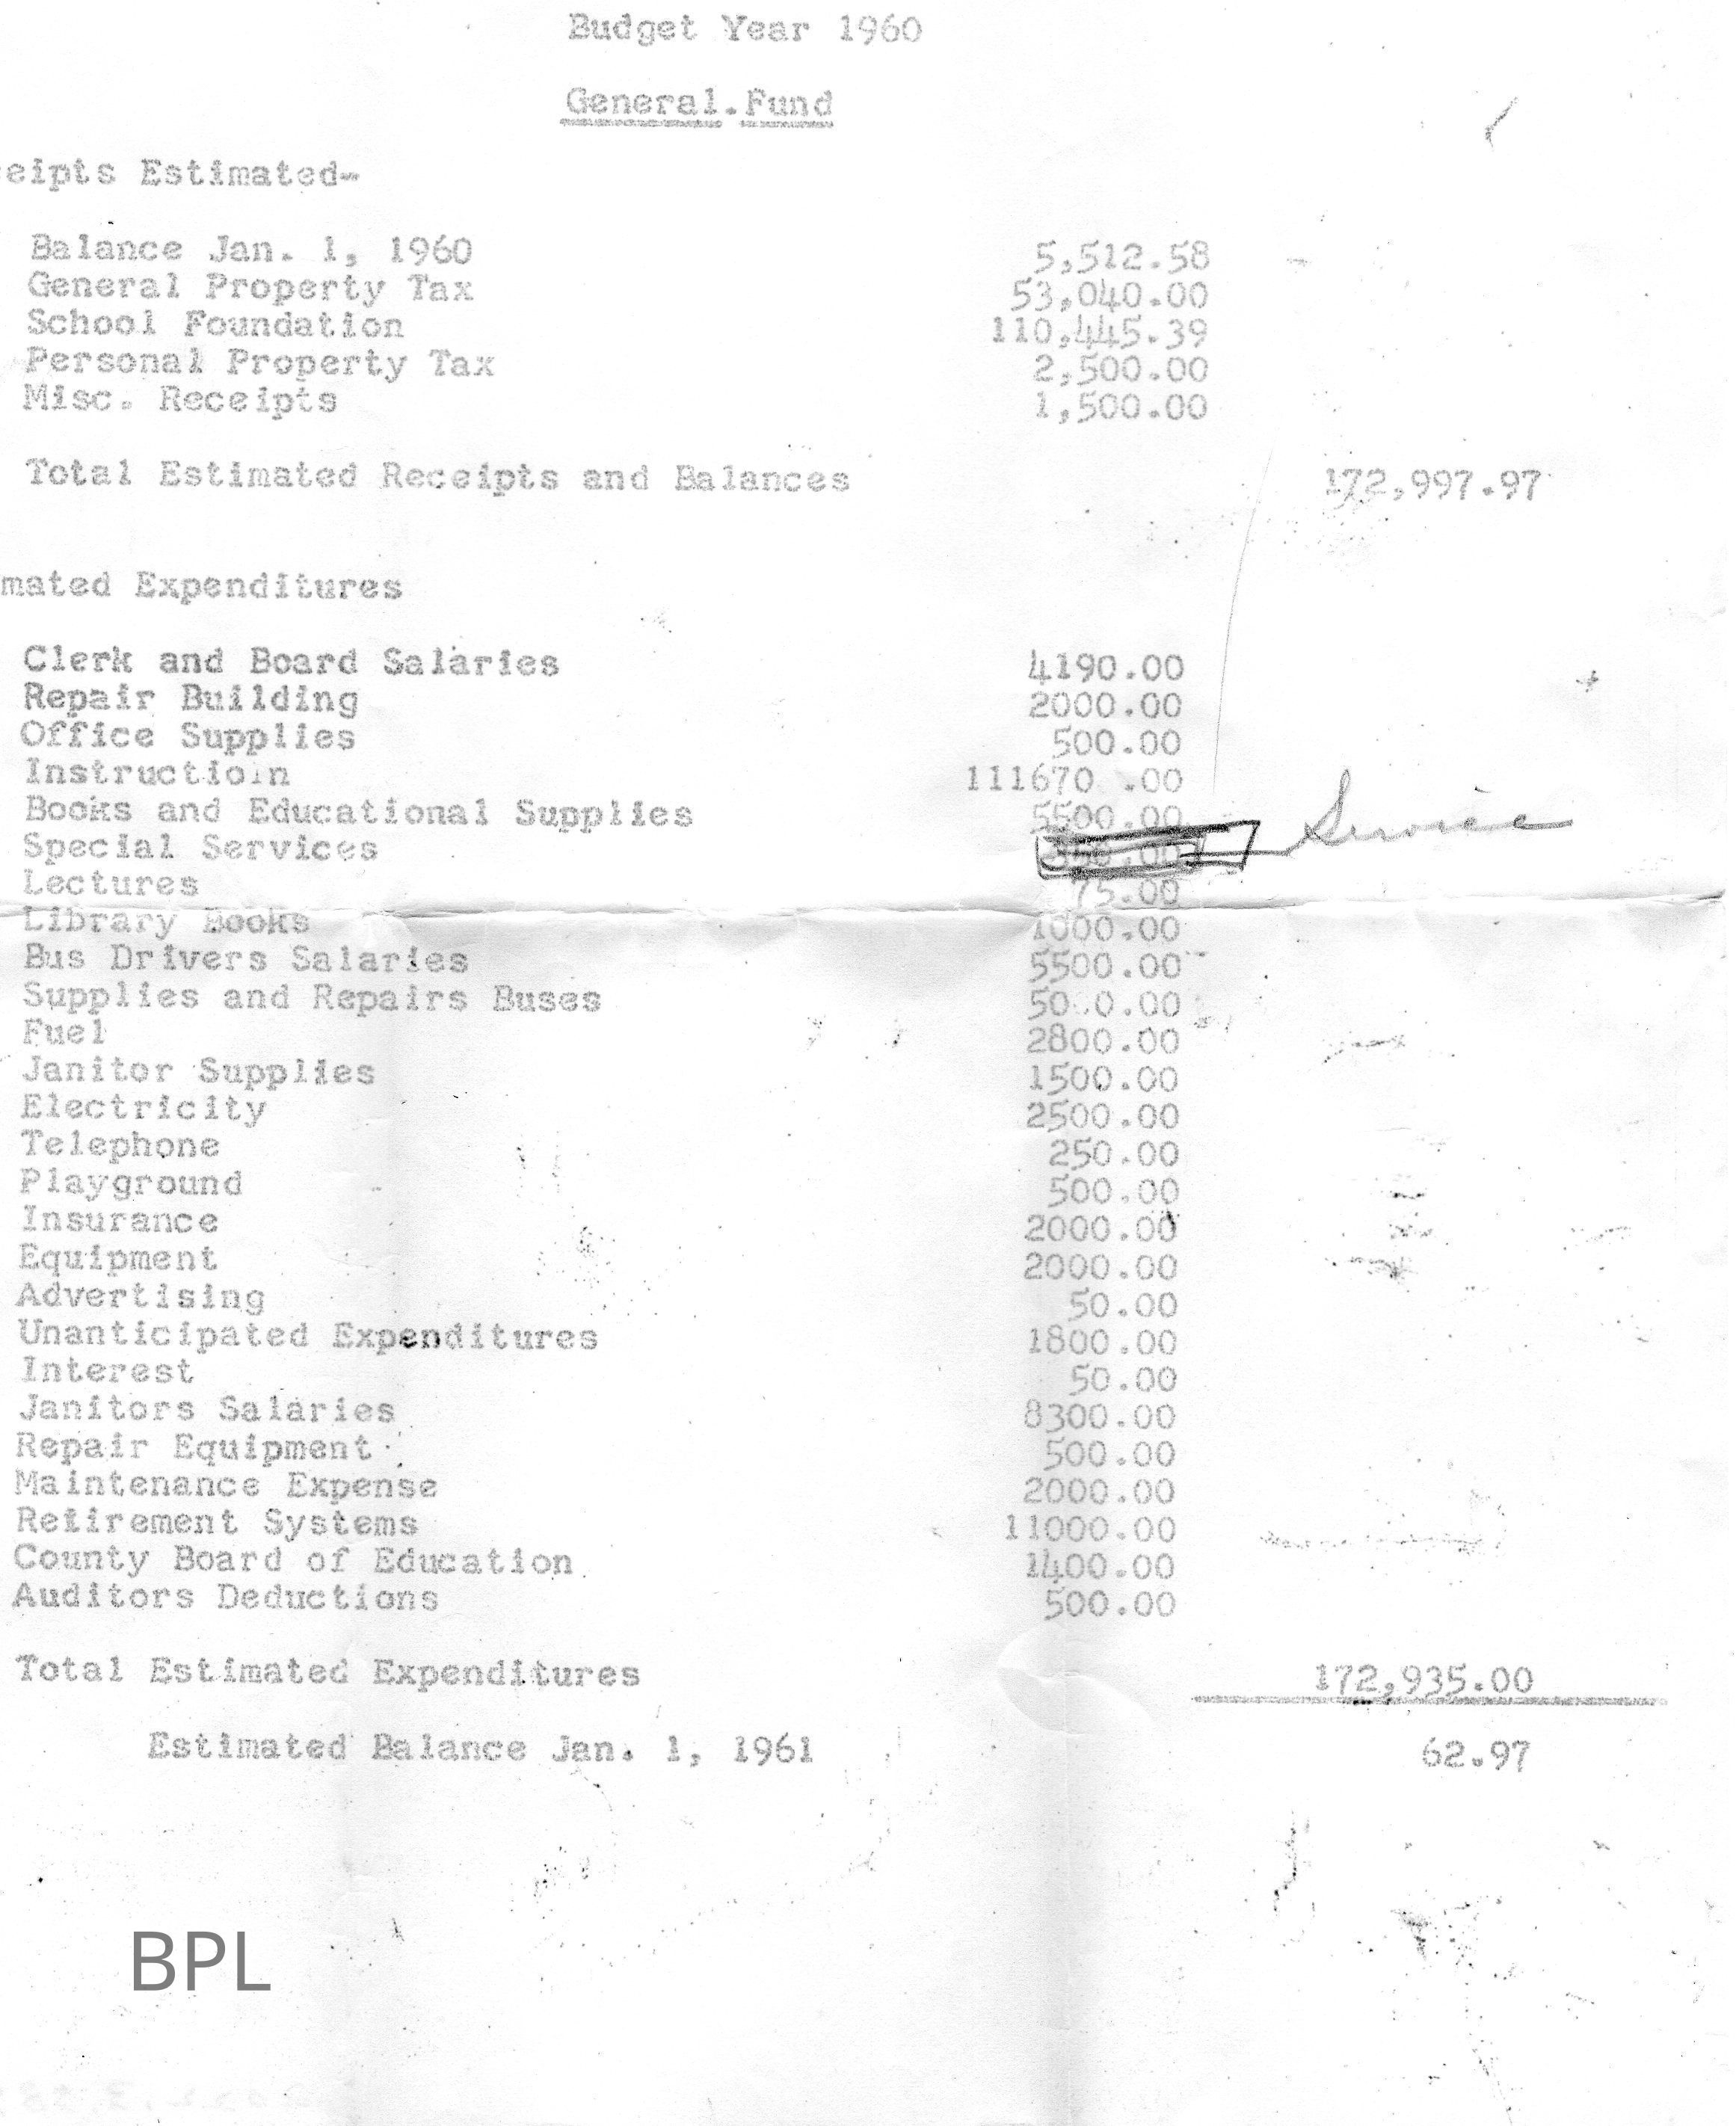 Budget Year 1960
General.Fund
eipts Estimated-
Balance Jan. 1, 1960 5,512.58
General Property Tax 53,040.00
School Foundation 110,445.39
Personal Property Tax 2,500.00
Misc. Receipts 1,500.00
Total Estimated Receipts and Balances 172,997.97
mated Expenditures
Clerk and Board Salaries 4190.00
Repair Building 2000.00
Office Supplies 500.00
Instructioin 111670 .00
Books and Educational Supplies 5500.00
Special Services Service
Lectures 75.00
Library Books 1000.00
Bus Drivers Salaries 5500.00
Supplies and Repairs Buses 5000.00
Fuel 2800.00
Janitor Supplies 1500.00
Electricity 2500.00
Telephone 250.00
Playground 500.00
Insurance 2000.00
Equipment 2000.00
Advertising 50.00
Unanticipated Expenditures 1800.00
Interest 50.00
Janitors Salaries 8300.00
Repair Equipment 500.00
Maintenance Expense 2000.00
Retirement Systems 11000.00
County Board of Education 1400.00
Auditors Deductions 500.00
Total Estimated Expenditures 172,935.00
Estimated Balance Jan. 1, 1961 62.97
BPL